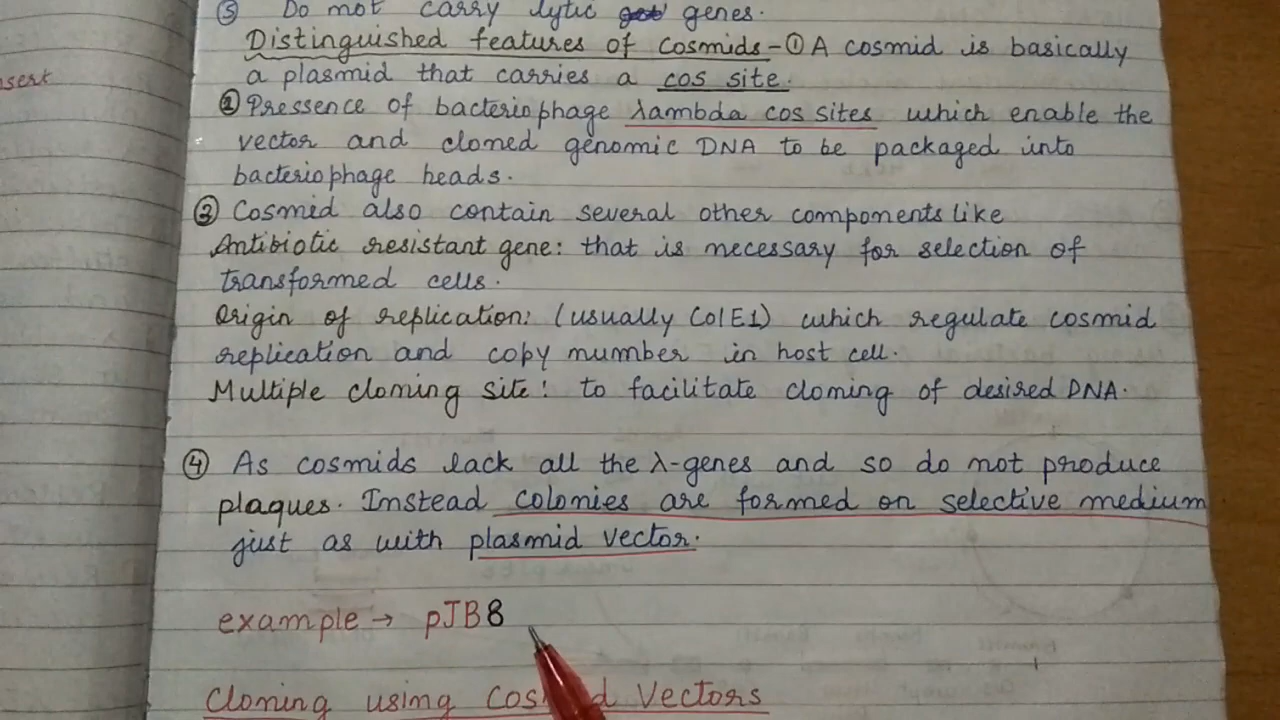 nsert
⑤ Do not carry lytic genes.
Distinguished features of cosmids - ① A cosmid is basically
a plasmid that carries a cos site.
② Pressence of bacteriophage lambda cos sites which enable the
vector and cloned genomic DNA to be packaged into
bacteriophage heads.
③ Cosmid also contain several other components like
Antibiotic resistant gene: that is necessary for selection of
transformed cells.
Origin of replication: (usually ColE1) which regulate cosmid
replication and copy number in host cell.
Multiple cloning site: to facilitate cloning of desired DNA.
④ As cosmids lack all the λ-genes and so do not produce
plaques. Instead colonies are formed on selective medium
just as with plasmid vector.
example → pJB8
Cloning using Vectors